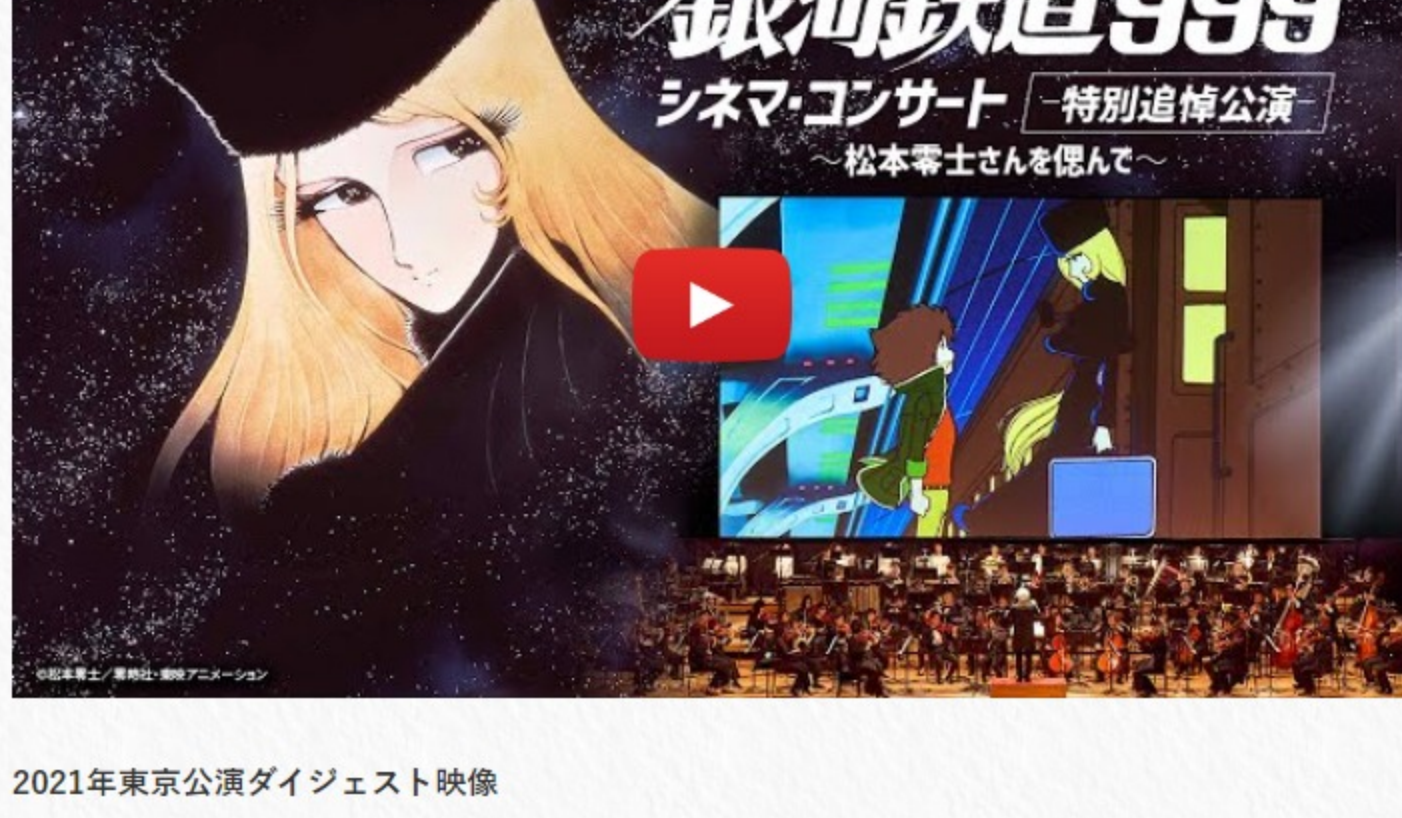 銀河鉄道999
シネマ・コンサート
-特別追悼公演-
～松本零士さんを偲んで～
©松本零士／零時社・東映アニメーション
2021年東京公演ダイジェスト映像